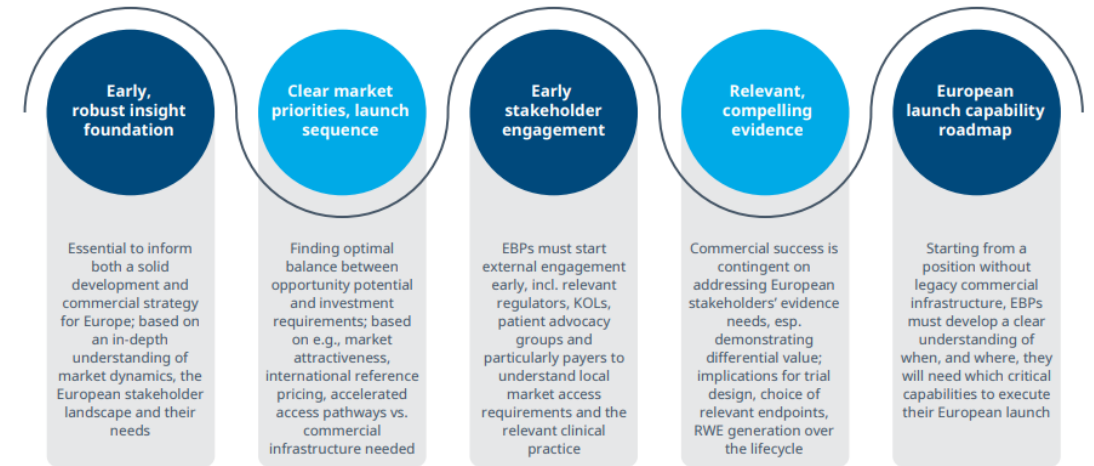 Early,
robust insight
foundation
Essential to inform
both a solid
development and
commercial strategy
for Europe; based on
an in-depth
understanding of
market dynamics, the
European stakeholder
landscape and their
needs
Clear market
priorities, launch
sequence
Finding optimal
balance between
opportunity potential
and investment
requirements; based
on e.g., market
attractiveness,
international reference
pricing, accelerated
access pathways vs.
commercial
infrastructure needed
Early
stakeholder
engagement
EBPs must start
external engagement
early, incl. relevant
regulators, KOLs,
patient advocacy
groups and
particularly payers to
understand local
market access
requirements and the
relevant clinical
practice
Relevant,
compelling
evidence
Commercial success is
contingent on
addressing European
stakeholders’ evidence
needs, esp.
demonstrating
differential value;
implications for trial
design, choice of
relevant endpoints,
RWE generation over
the lifecycle
European
launch capability
roadmap
Starting from a
position without
legacy commercial
infrastructure, EBPs
must develop a clear
understanding of
when, and where, they
will need which critical
capabilities to execute
their European launch